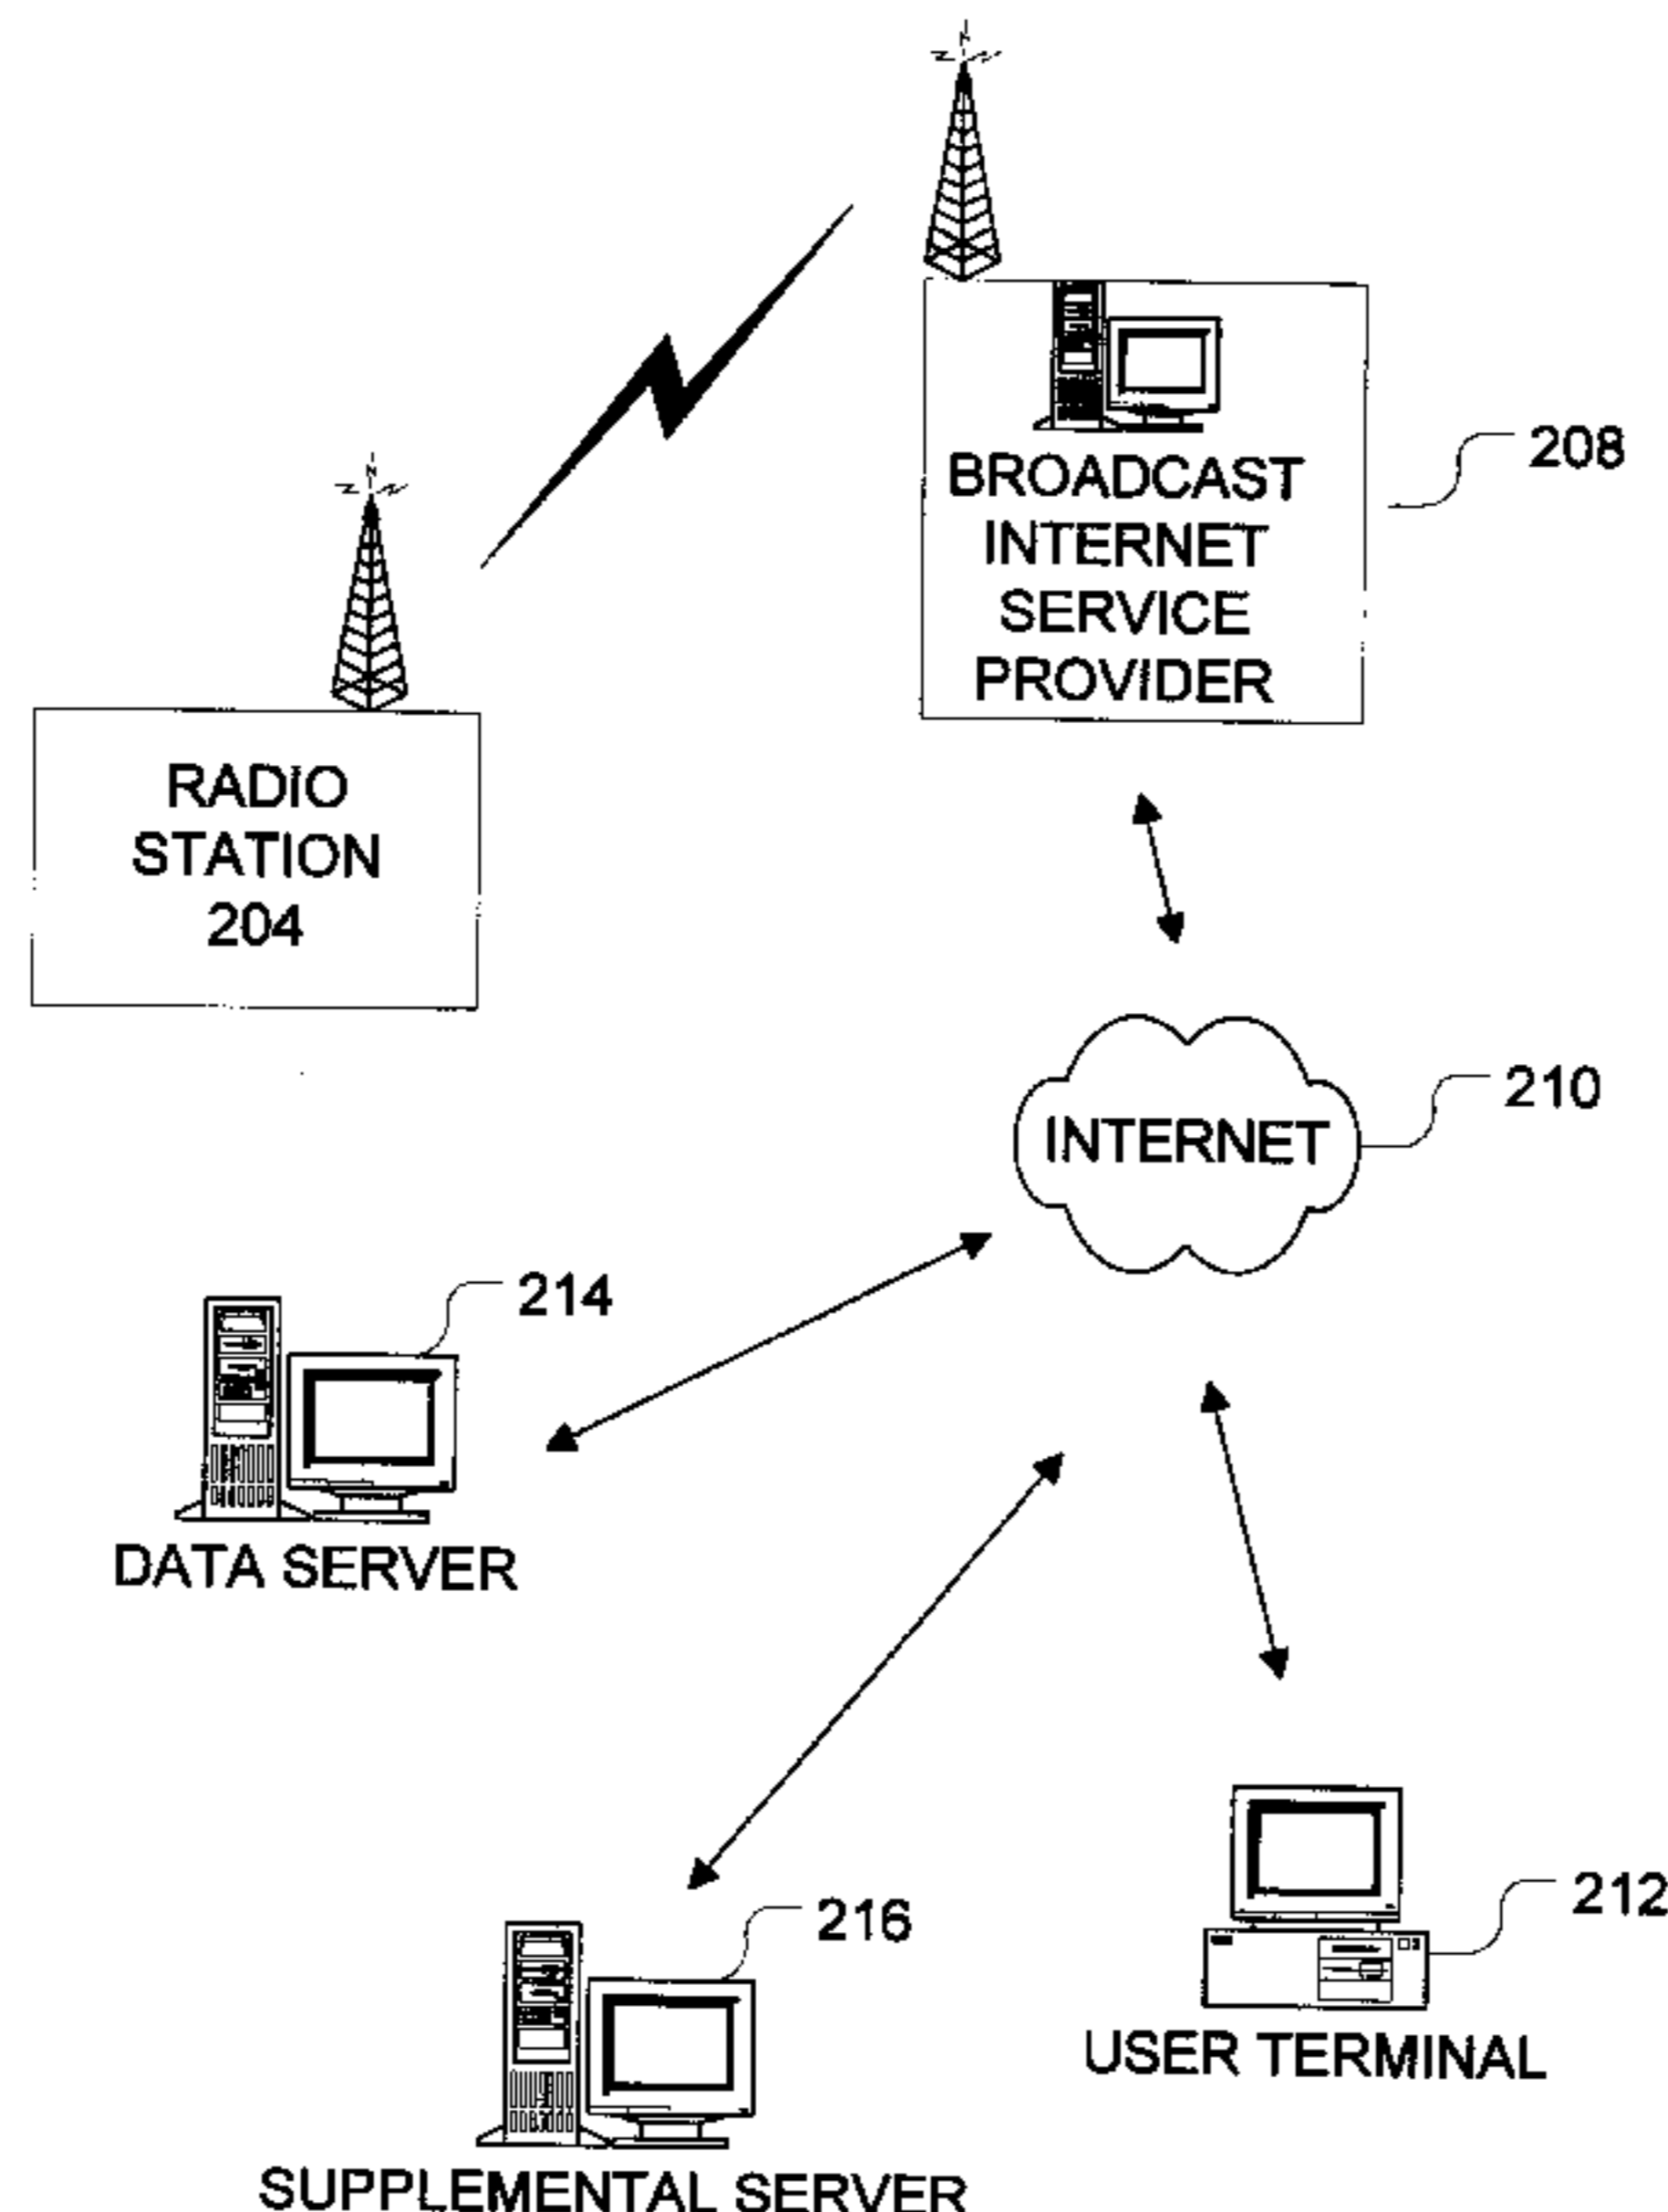 BROADCAST
INTERNET
SERVICE
PROVIDER
208
RADIO
STATION
204
INTERNET
210
214
DATA SERVER
216
SUPPLEMENTAL SERVER
212
USER TERMINAL